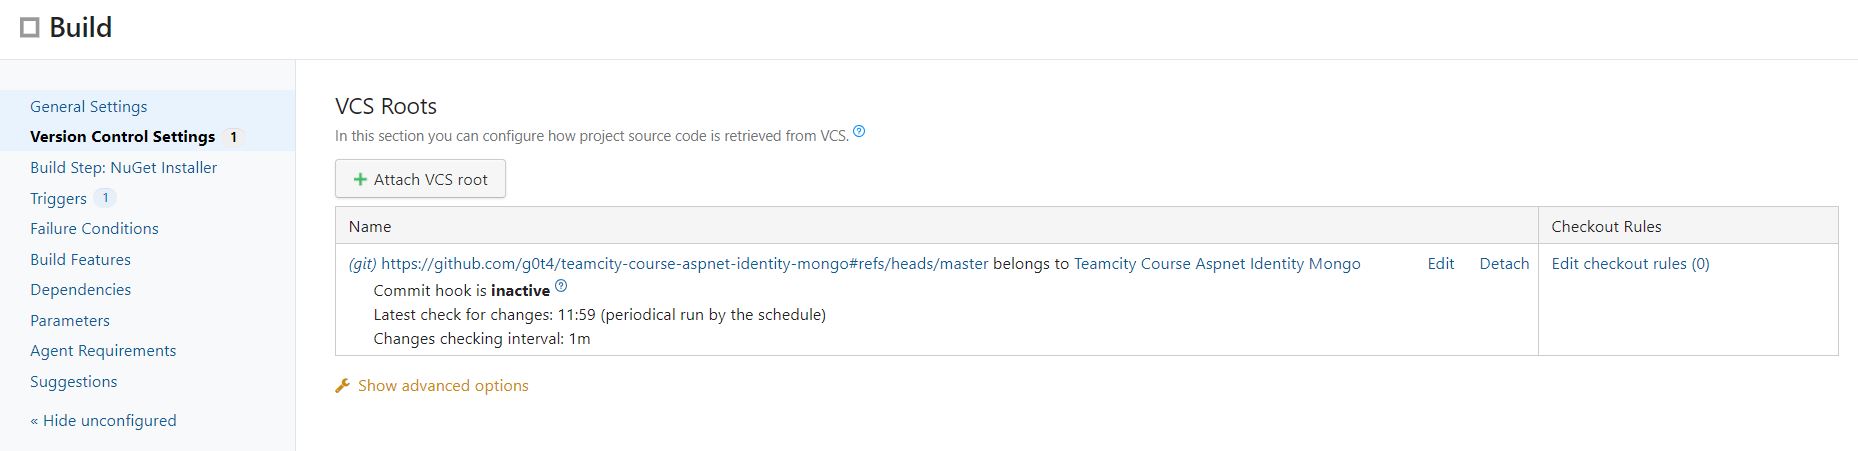 Build
General Settings
Version Control Settings 1
Build Step: NuGet Installer
Triggers 1
Failure Conditions
Build Features
Dependencies
Parameters
Agent Requirements
Suggestions
« Hide unconfigured
VCS Roots
In this section you can configure how project source code is retrieved from VCS. ?
+ Attach VCS root
Name Checkout Rules
(git) https://github.com/g0t4/teamcity-course-aspnet-identity-mongo#refs/heads/master belongs to Teamcity Course Aspnet Identity Mongo Edit Detach Edit checkout rules (0)
Commit hook is inactive ?
Latest check for changes: 11:59 (periodical run by the schedule)
Changes checking interval: 1m
Show advanced options